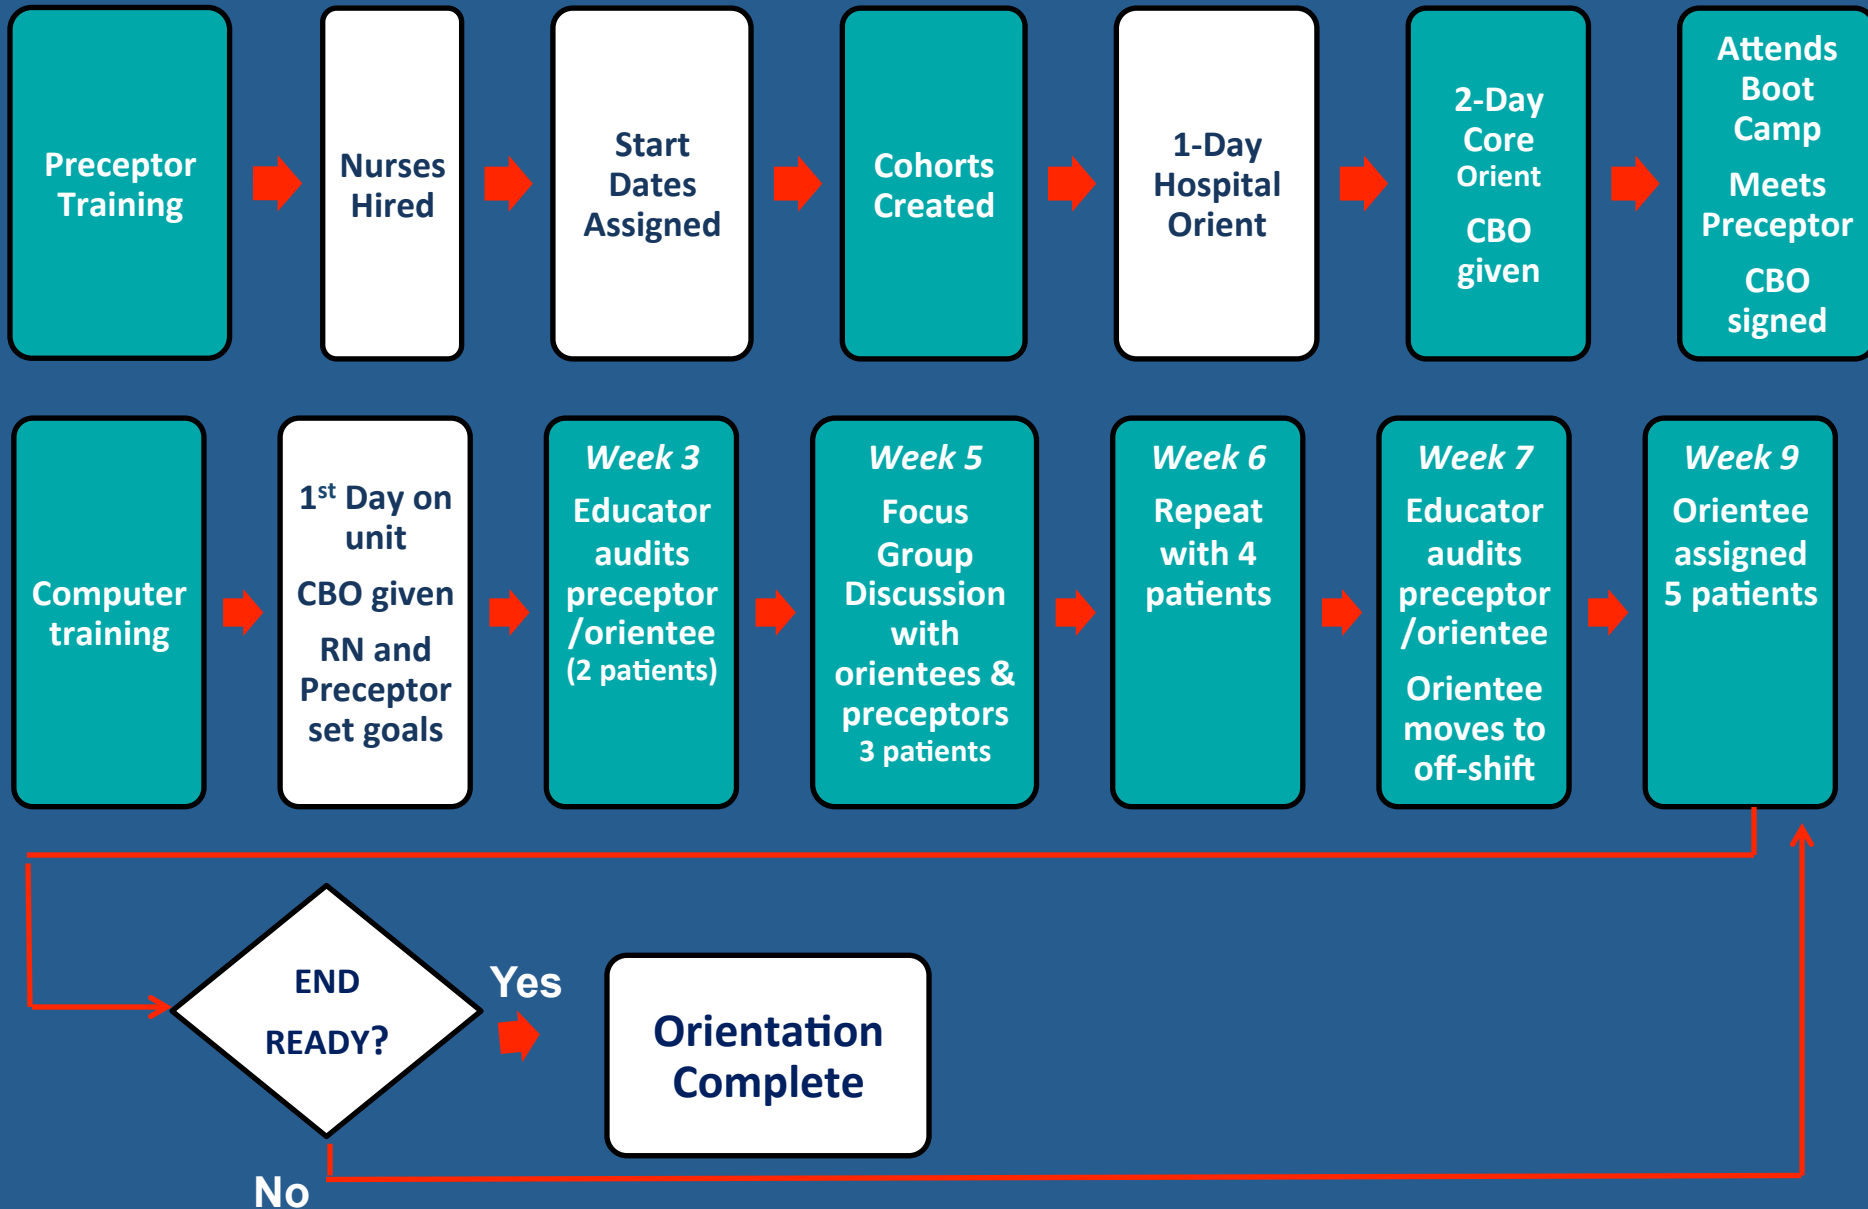 Preceptor
Training
Nurses
Hired
Start
Dates
Assigned
Cohorts
Created
1-Day
Hospital
Orient
2-Day
Core
Orient
CBO
given
Attends
Boot
Camp
Meets
Preceptor
CBO
signed
Computer
training
1st Day on
unit
CBO given
RN and
Preceptor
set goals
Week 3
Educator
audits
preceptor
/orientee
(2 patients)
Week 5
Focus
Group
Discussion
with
orientees &
preceptors
3 patients
Week 6
Repeat
with 4
patients
Week 7
Educator
audits
preceptor
/orientee
Orientee
moves to
off-shift
Week 9
Orientee
assigned
5 patients
END
READY?
Yes
Orientation
Complete
No